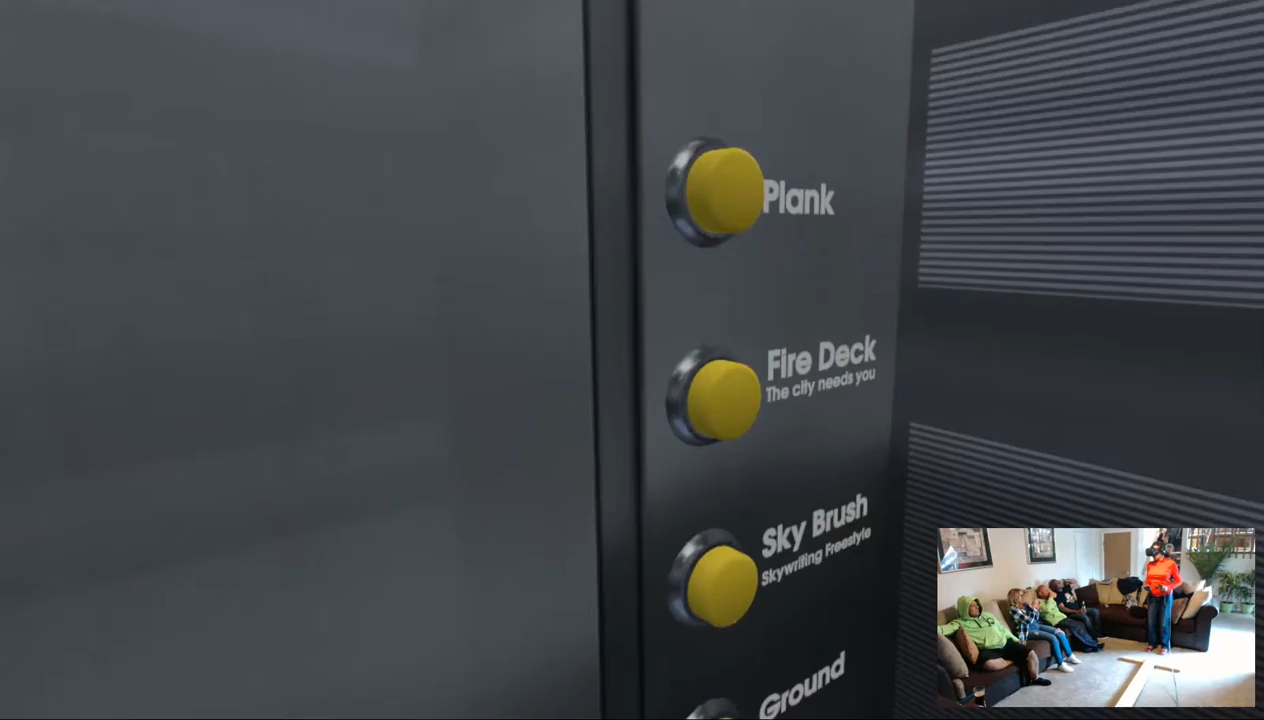 Plank
Fire Deck
The city needs you
Sky Brush
Skywriting Freestyle
Ground